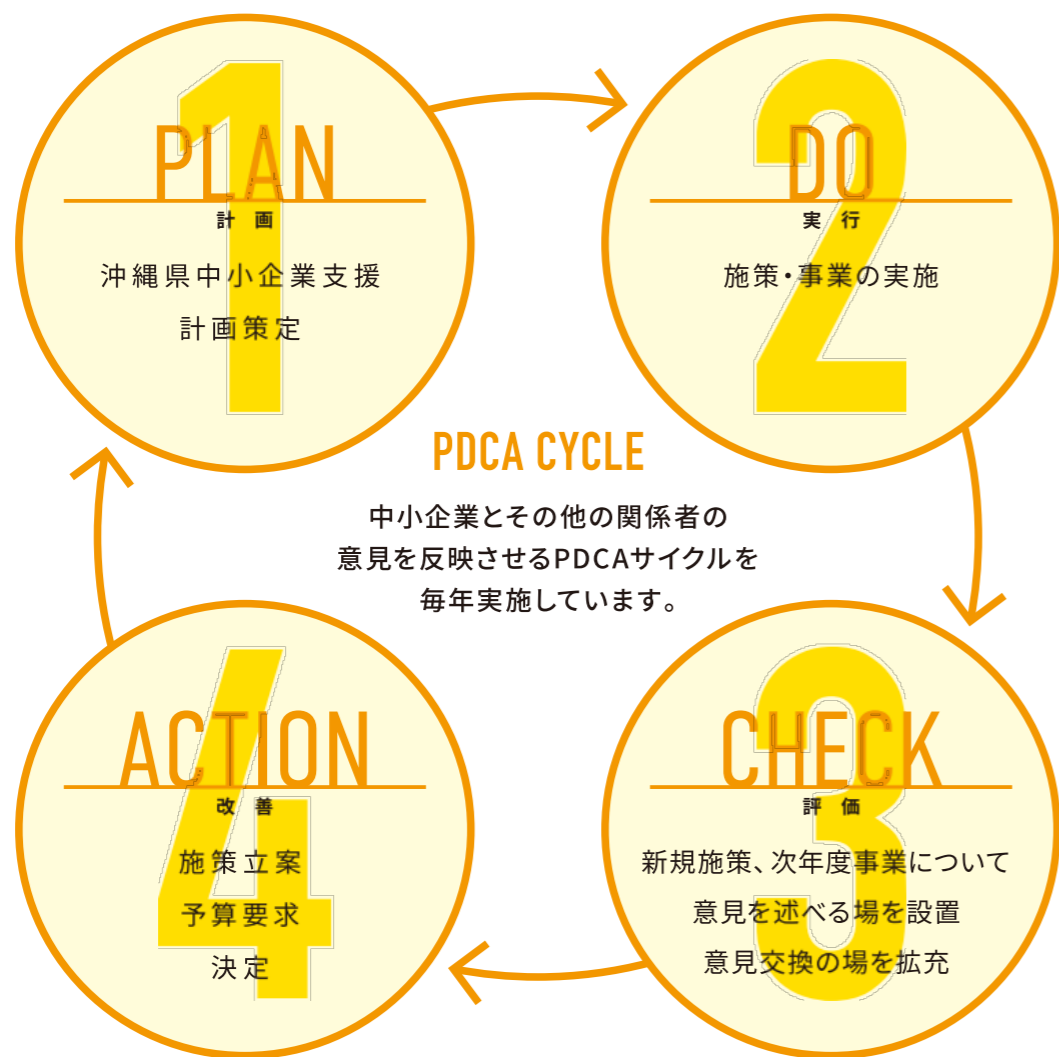 1
PLAN
計画
沖縄県中小企業支援
計画策定
2
DO
実行
施策・事業の実施
PDCA CYCLE
中小企業とその他の関係者の
意見を反映させるPDCAサイクルを
毎年実施しています。
3
CHECK
評価
新規施策、次年度事業について
意見を述べる場を設置
意見交換の場を拡充
4
ACTION
改善
施策立案
予算要求
決定